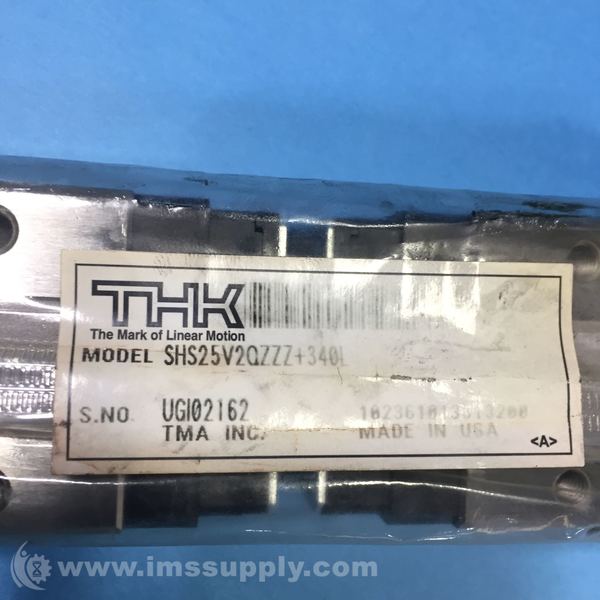 THK
The Mark of Linear Motion
MODEL SHS25V2QZZZ+340L
S.NO UGI02162
TMA INC. MADE IN USA
<A>
www.imssupply.com